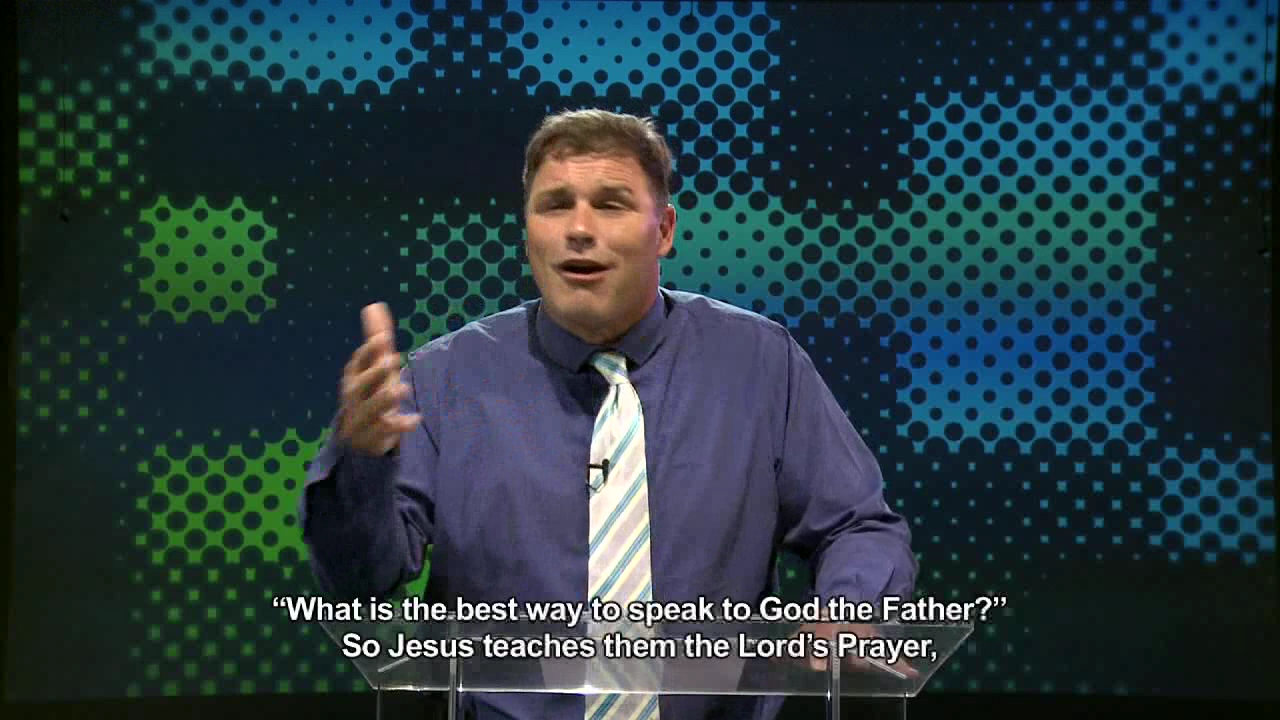 “What is the best way to speak to God the Father?”
So Jesus teaches them the Lord’s Prayer,